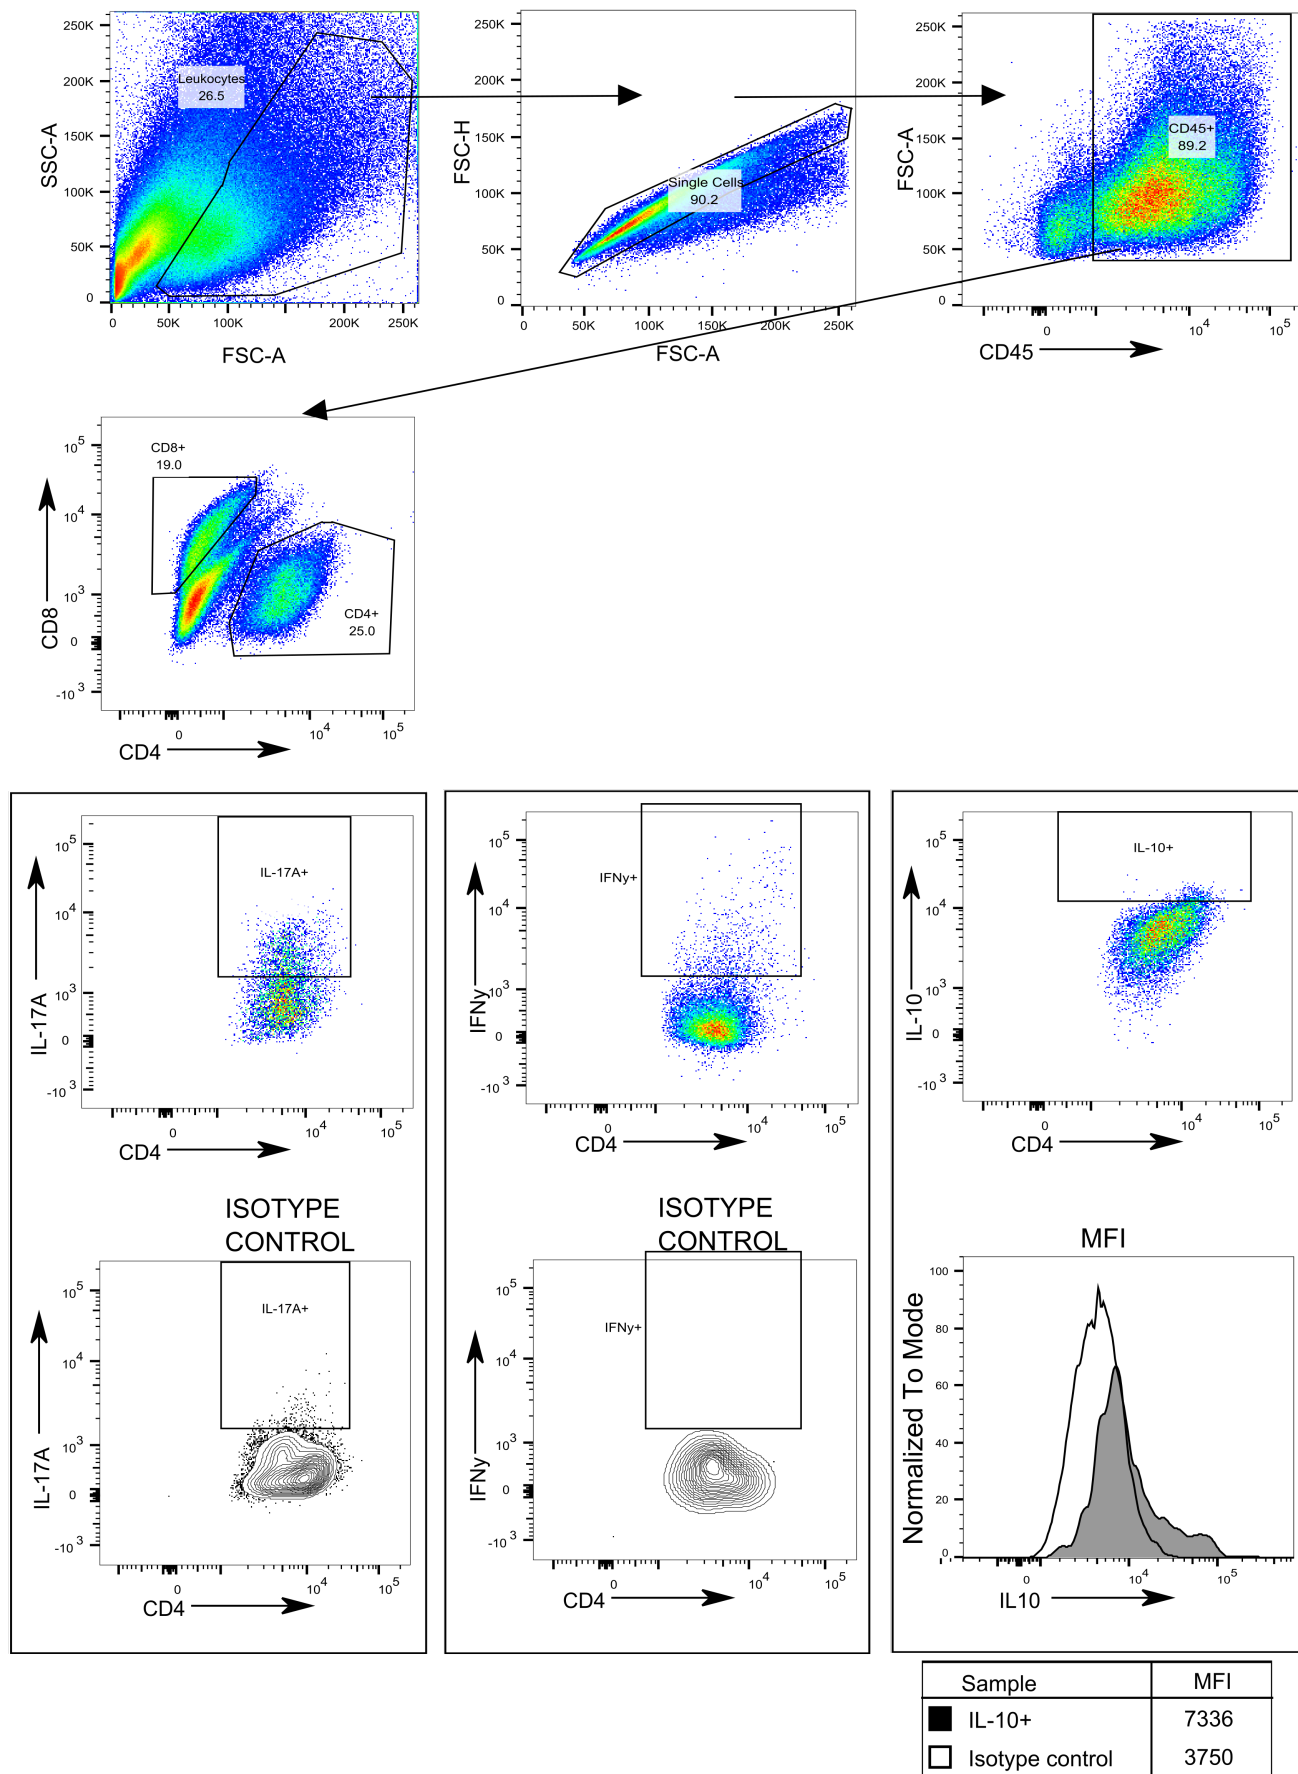 250K
200K
150K
100K
50K
0
SSC-A
Leukocytes
26.5
0
50K
100K
200K
250K
FSC-A
250K
200K
150K
100K
50K
0
FSC-H
Single Cells
90.2
0
50K
100K
150K
200K
250K
FSC-A
250K
200K
150K
100K
50K
0
FSC-A
CD45+
89.2
0
10 4
10 5
CD45
10 5
10 4
10 3
0
-10 3
CD8
CD8+
19.0
CD4+
25.0
0
10 4
10 5
CD4
10 5
10 4
10 3
0
-10 3
IL-17A
IL-17A+
0
10 4
10 5
CD4
10 5
10 4
10 3
0
-10 3
IFNy
IFNy+
0
10 4
10 5
CD4
10 5
10 4
10 3
0
-10 3
IL-10
IL-10+
0
10 4
10 5
CD4
ISOTYPE
CONTROL
10 5
10 4
10 3
0
-10 3
IL-17A
IL-17A+
0
10 4
10 5
CD4
ISOTYPE
CONTROL
10 5
10 4
10 3
0
-10 3
IFNy
IFNy+
0
10 4
10 5
CD4
MFI
100
80
60
40
20
0
Normalized To Mode
0
10 4
10 5
IL10
Sample MFI
IL-10+ 7336
Isotype control 3750